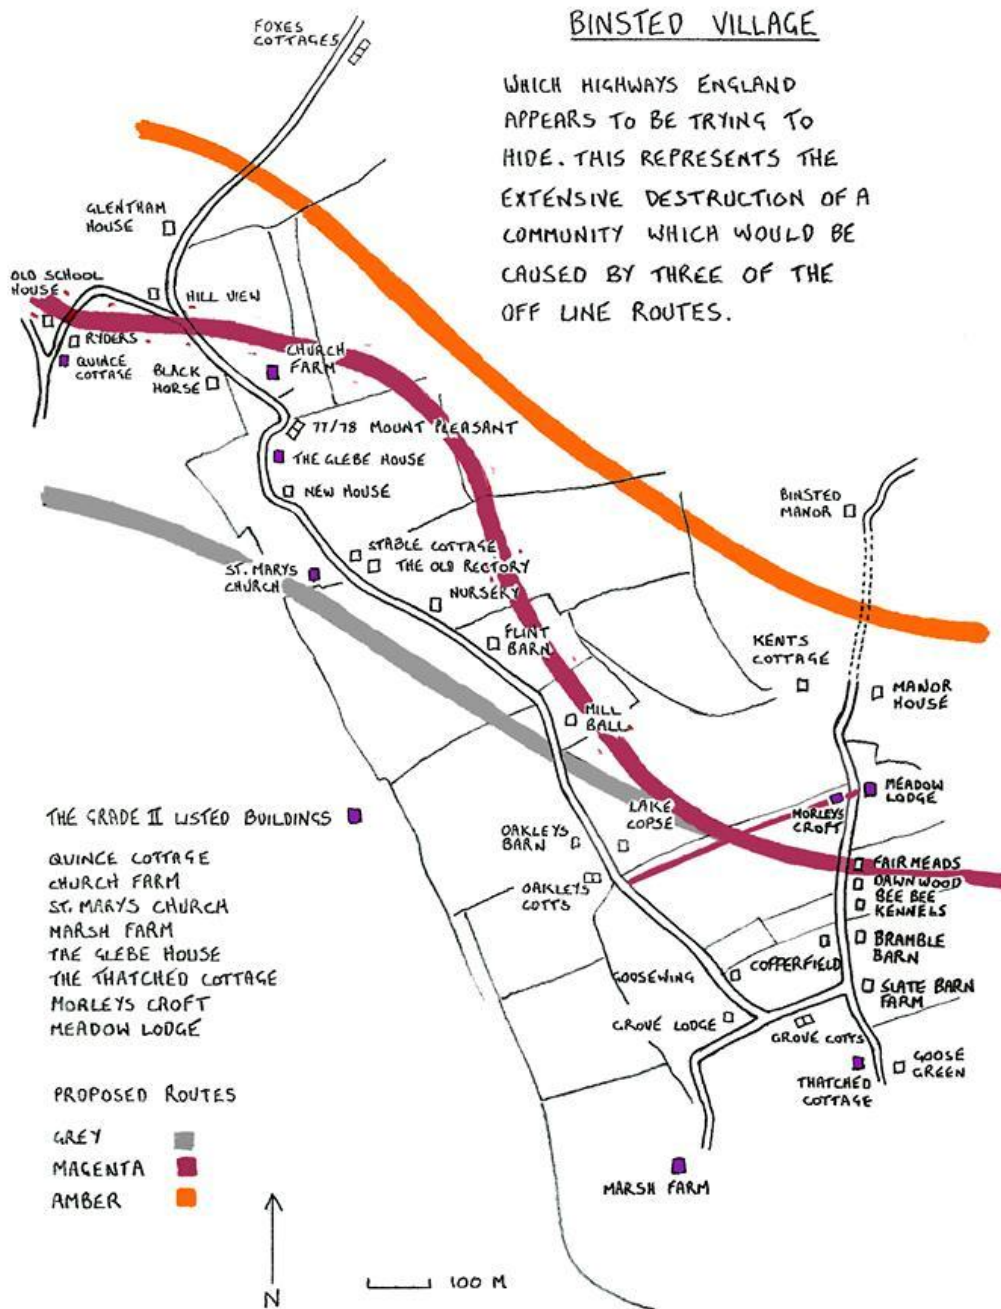 BINSTED VILLAGE
WHICH HIGHWAYS ENGLAND
APPEARS TO BE TRYING TO
HIDE. THIS REPRESENTS THE
EXTENSIVE DESTRUCTION OF A
COMMUNITY WHICH WOULD BE
CAUSED BY THREE OF THE
OFF LINE ROUTES.
FOXES
COTTAGES
GLENTHAM
HOUSE
OLD SCHOOL
HOUSE
HILL VIEW
RYDERS
QUINCE
COTTAGE
BLACK
HORSE
CHURCH
FARM
77/78 MOUNT PLEASANT
THE GLEBE HOUSE
NEW HOUSE
BINSTED
MANOR
STABLE COTTAGE
THE OLD RECTORY
ST. MARYS
CHURCH
NURSERY
FLINT
BARN
KENTS
COTTAGE
MANOR
HOUSE
MILL
BALL
MEADOW
LODGE
MORLEYS
CROFT
LAKE
COPSE
OAKLEYS
BARN
OAKLEYS
COTTS
FAIRMEADS
DAWNWOOD
BEE BEE
KENNELS
BRAMBLE
BARN
COPPERFIELD
GOOSEWING
SLATE BARN
FARM
GROVE LODGE
GROVE COTTS
GOOSE
GREEN
THATCHED
COTTAGE
MARSH FARM
THE GRADE II LISTED BUILDINGS
QUINCE COTTAGE
CHURCH FARM
ST. MARYS CHURCH
MARSH FARM
THE GLEBE HOUSE
THE THATCHED COTTAGE
MORLEYS CROFT
MEADOW LODGE
PROPOSED ROUTES
GREY
MAGENTA
AMBER
N
100 M